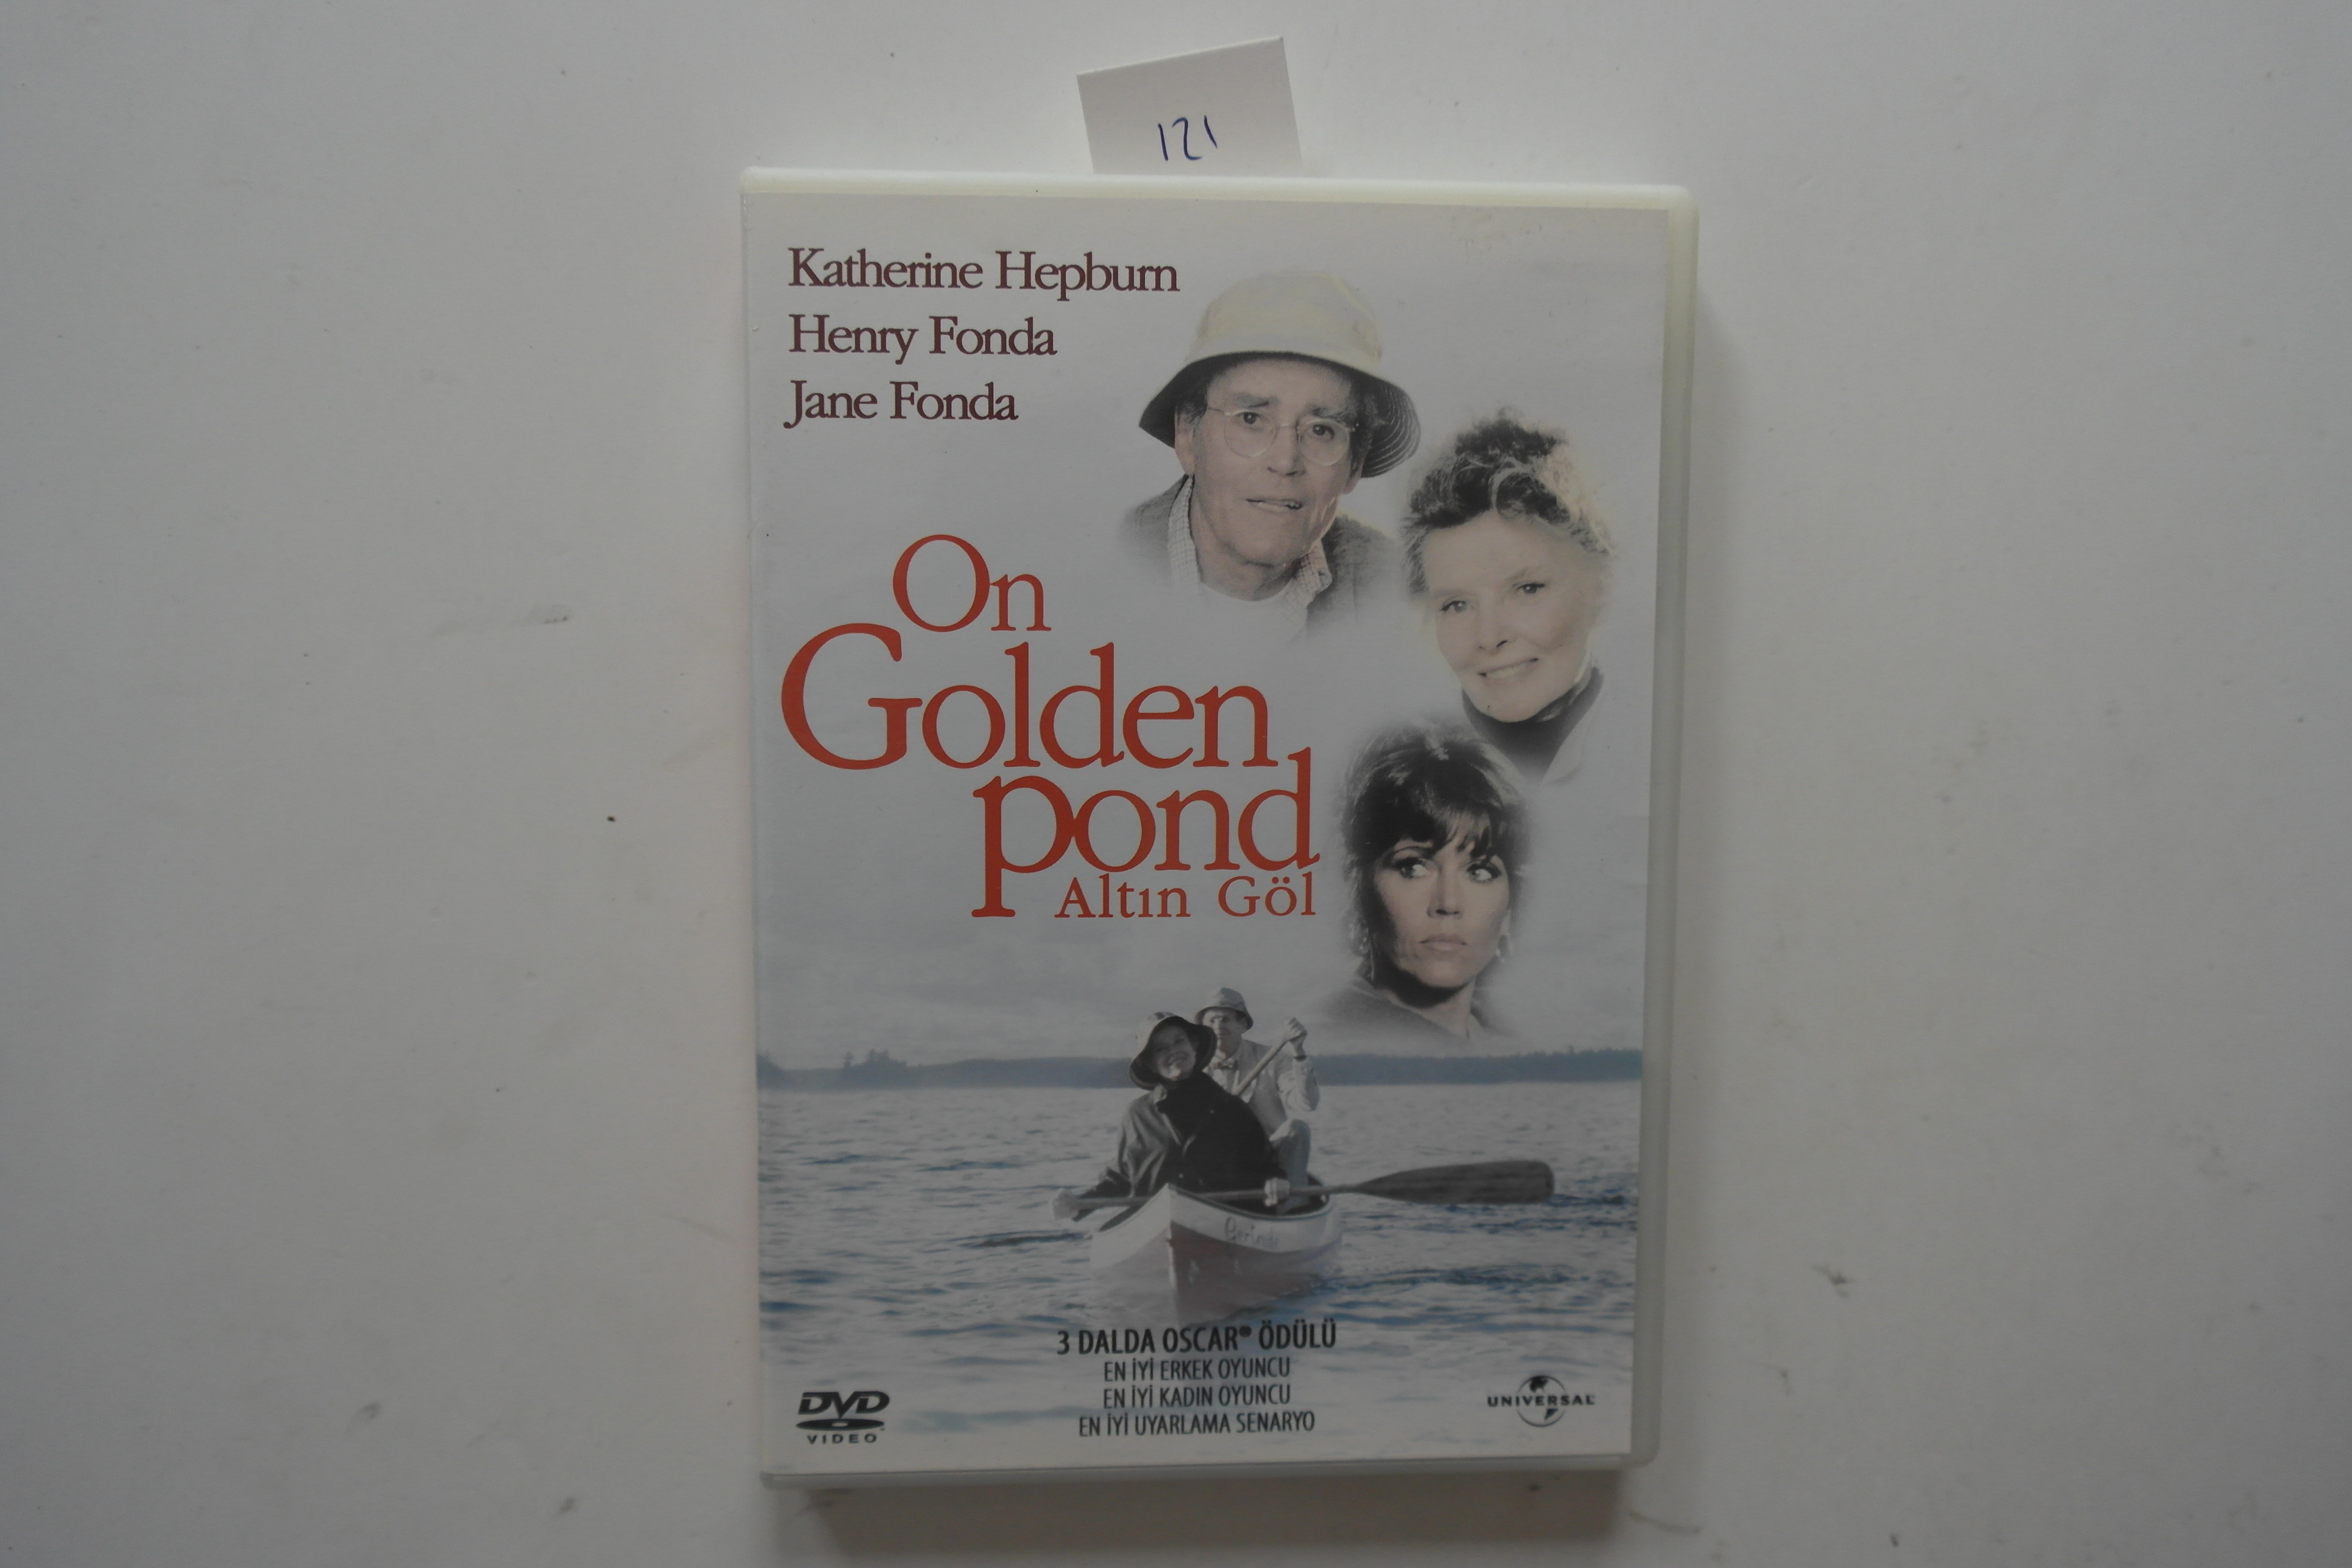 121
Katherine Hepburn
Henry Fonda
Jane Fonda
On
Golden
pond
Altın Göl
3 DALDA OSCAR® ÖDÜLÜ
EN İYİ ERKEK OYUNCU
EN İYİ KADIN OYUNCU
EN İYİ UYARLAMA SENARYO
DVD
VIDEO
UNIVERSAL